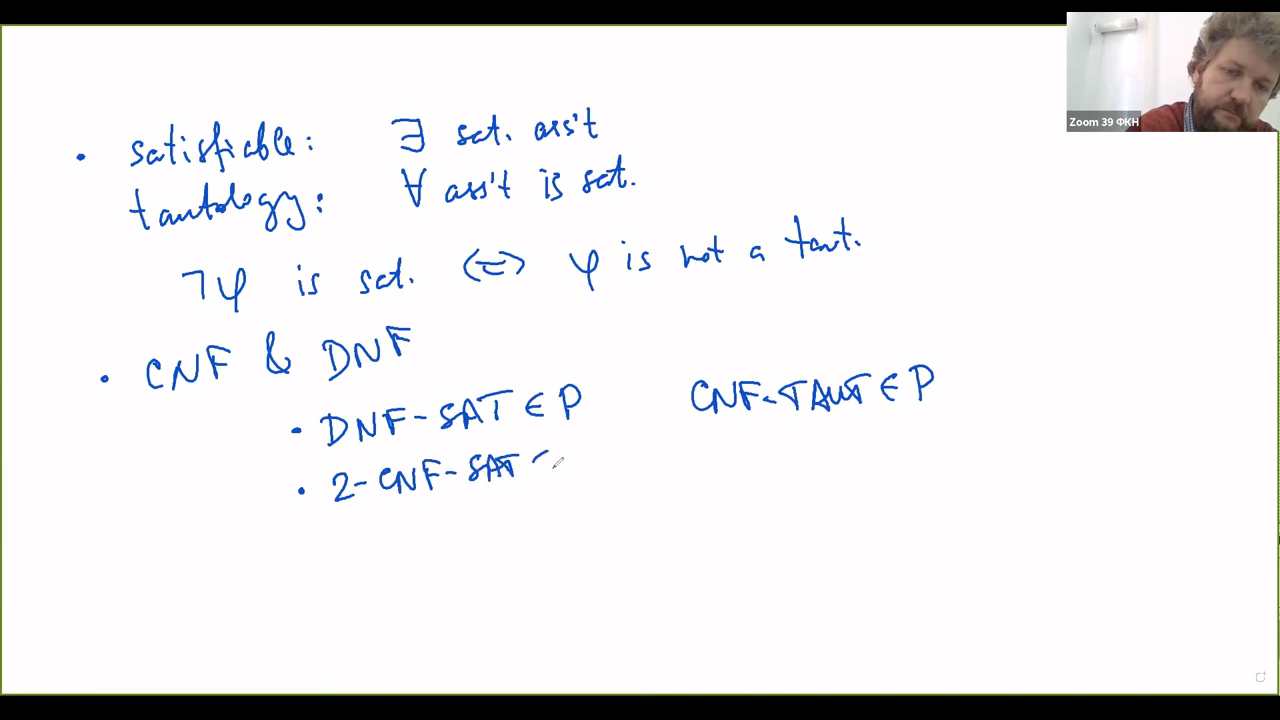 • satisfiable: ∃ sat. ass't
tautology: ∀ ass't is sat.
¬φ is sat. <=> φ is not a taut.
• CNF & DNF
• DNF-SAT ∈ P CNF-TAUT ∈ P
• 2-CNF-SAT
Zoom 39 ФКН